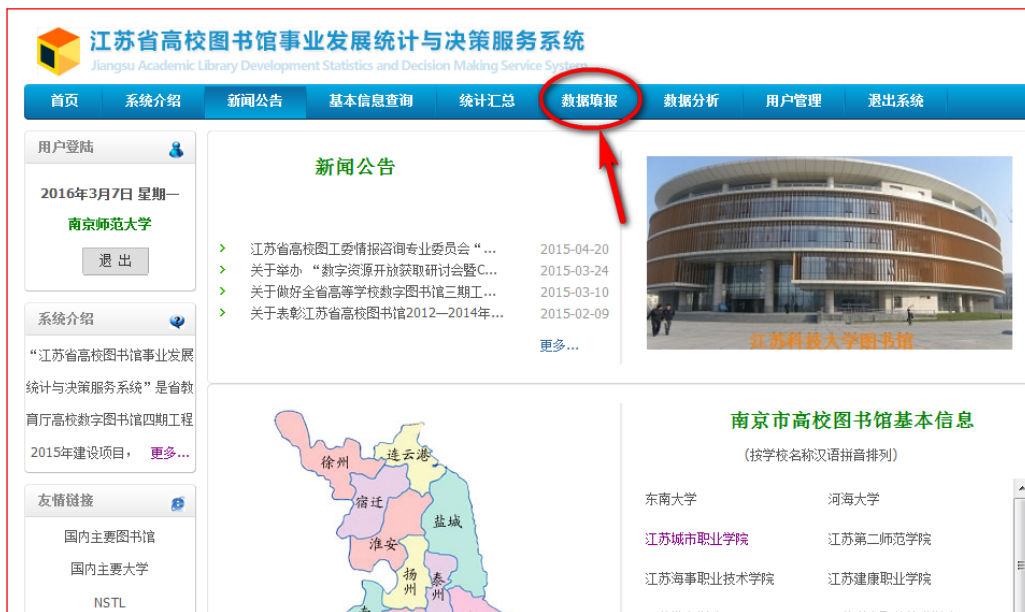 江苏省高校图书馆事业发展统计与决策服务系统
Jiangsu Academic Library Development Statistics and Decision Making Service System
首页 系统介绍 新闻公告 基本信息查询 统计汇总 数据填报 数据分析 用户管理 退出系统
用户登陆
2016年3月7日 星期一
南京师范大学
退 出
新闻公告
江苏省高校图工委情报咨询专业委员会“... 2015-04-20
关于举办 “数字资源开放获取研讨会暨C... 2015-03-24
关于做好全省高等学校数字图书馆三期工... 2015-03-10
关于表彰江苏省高校图书馆2012—2014年... 2015-02-09
更多...
江苏科技大学图书馆
系统介绍
“江苏省高校图书馆事业发展
统计与决策服务系统”是省教
育厅高校数字图书馆四期工程
2015年建设项目， 更多...
友情链接
国内主要图书馆
国内主要大学
NSTL
徐州
连云港
宿迁
盐城
淮安
扬州
泰州
南京市高校图书馆基本信息
(按学校名称汉语拼音排列)
东南大学 河海大学
江苏城市职业学院 江苏第二师范学院
江苏海事职业技术学院 江苏建康职业学院